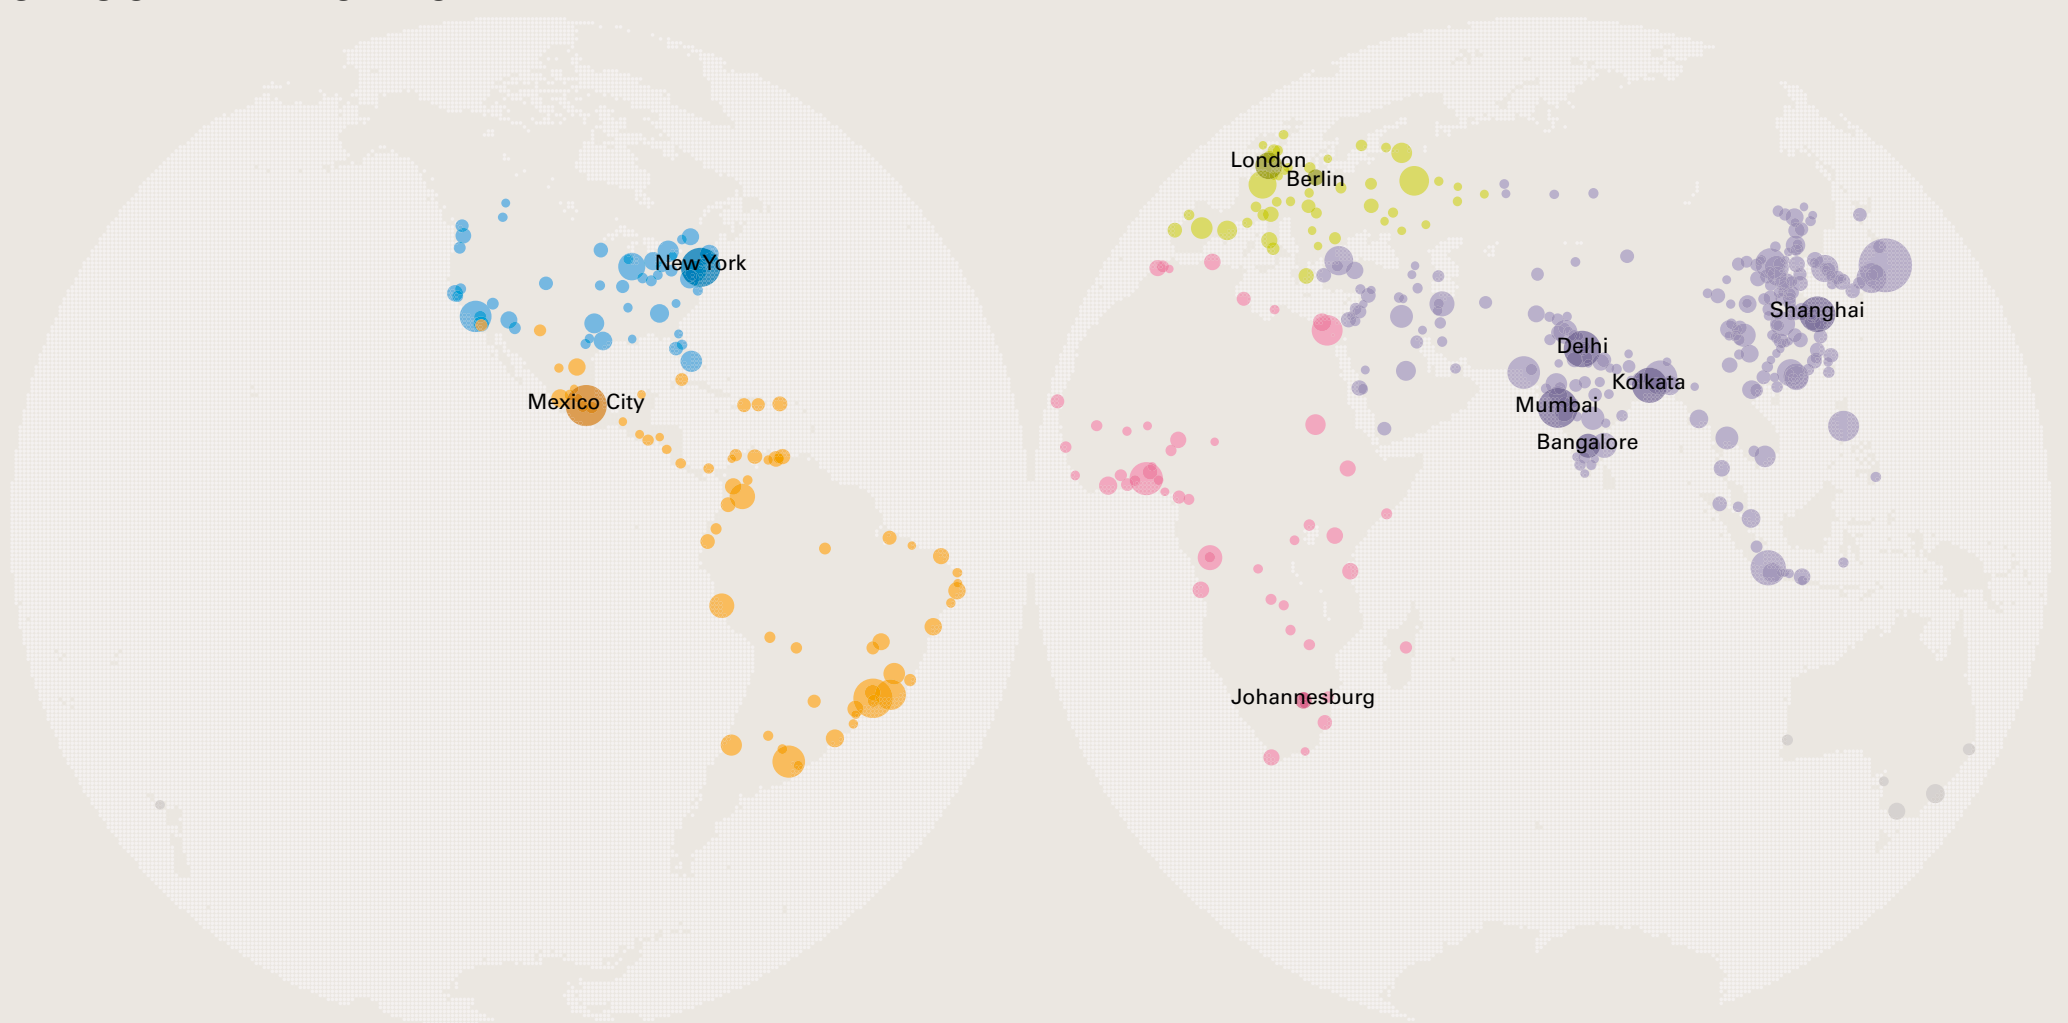 London
Berlin
New York
Shanghai
Delhi
Kolkata
Mexico City
Mumbai
Bangalore
Johannesburg